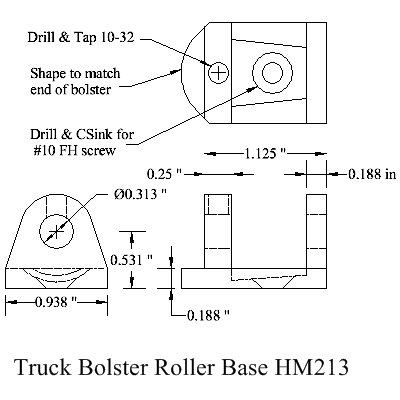 Drill & Tap 10-32
Shape to match
end of bolster
Drill & CSink for
#10 FH screw
1.125 "
0.25 "
0.188 in
Ø0.313"
0.531 "
0.938 "
0.188 "
Truck Bolster Roller Base HM213